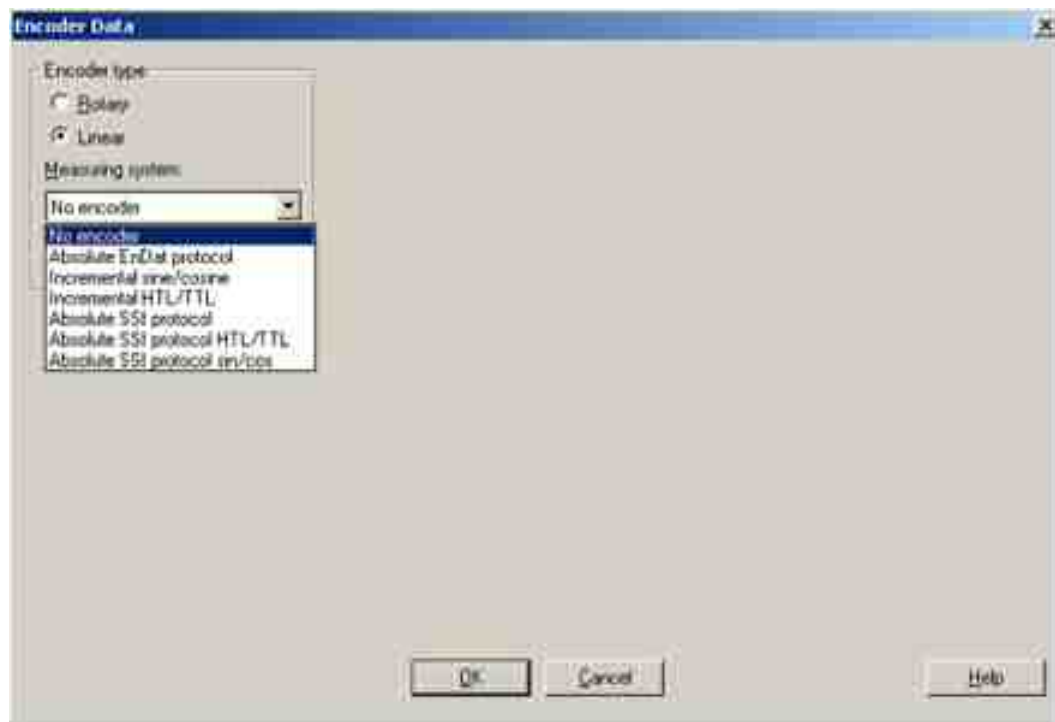 Encoder Data
Encoder type
Rotary
Linear
Measuring system:
No encoder
No encoder
Absolute EnDat protocol
Incremental sine/cosine
Incremental HTL/TTL
Absolute SSI protocol
Absolute SSI protocol HTL/TTL
Absolute SSI protocol sin/cos
OK
Cancel
Help